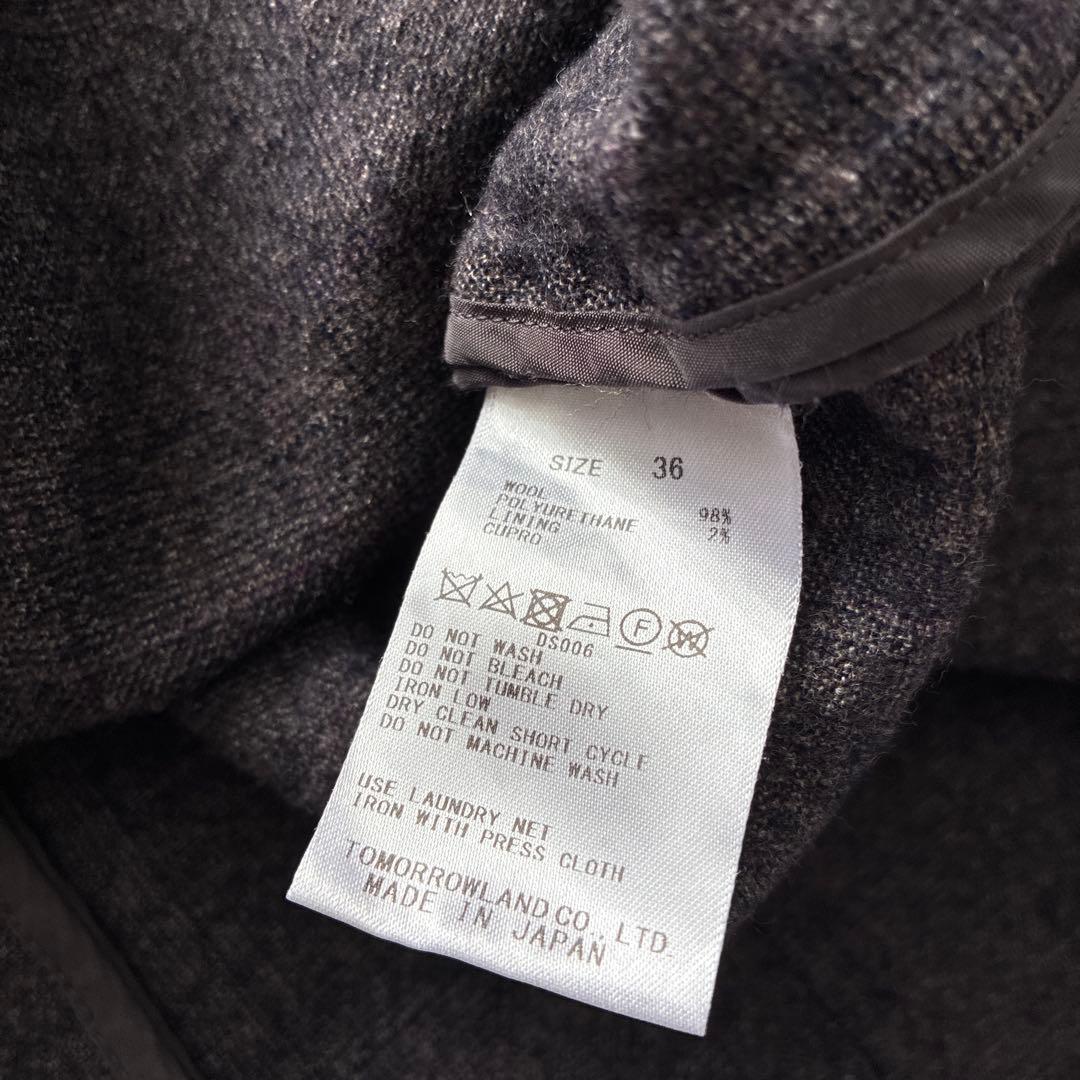 SIZE 36
WOOL 98%
POLYURETHANE 2%
LINING
CUPRO
F W
DS006
DO NOT WASH
DO NOT BLEACH
DO NOT TUMBLE DRY
IRON LOW
DRY CLEAN SHORT CYCLE
DO NOT MACHINE WASH
USE LAUNDRY NET
IRON WITH PRESS CLOTH
TOMORROWLAND CO., LTD.
MADE IN JAPAN